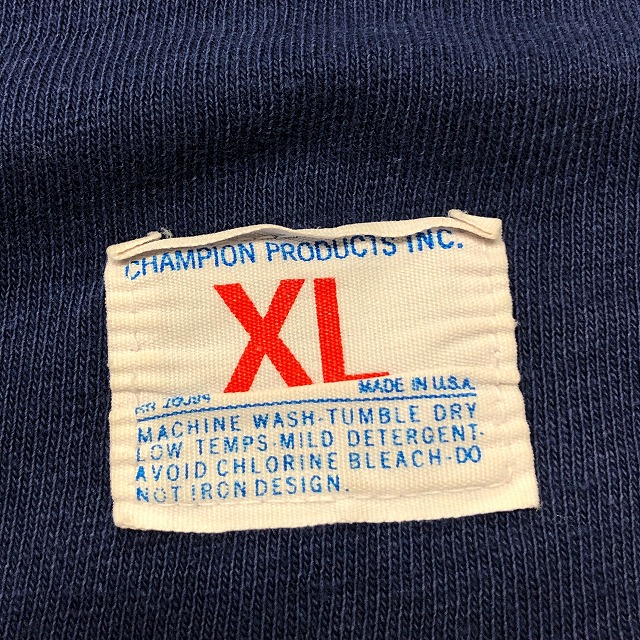 CHAMPION PRODUCTS INC.
XL
MADE IN U.S.A.
MACHINE WASH-TUMBLE DRY
LOW TEMPS-MILD DETERGENT-
AVOID CHLORINE BLEACH-DO
NOT IRON DESIGN.